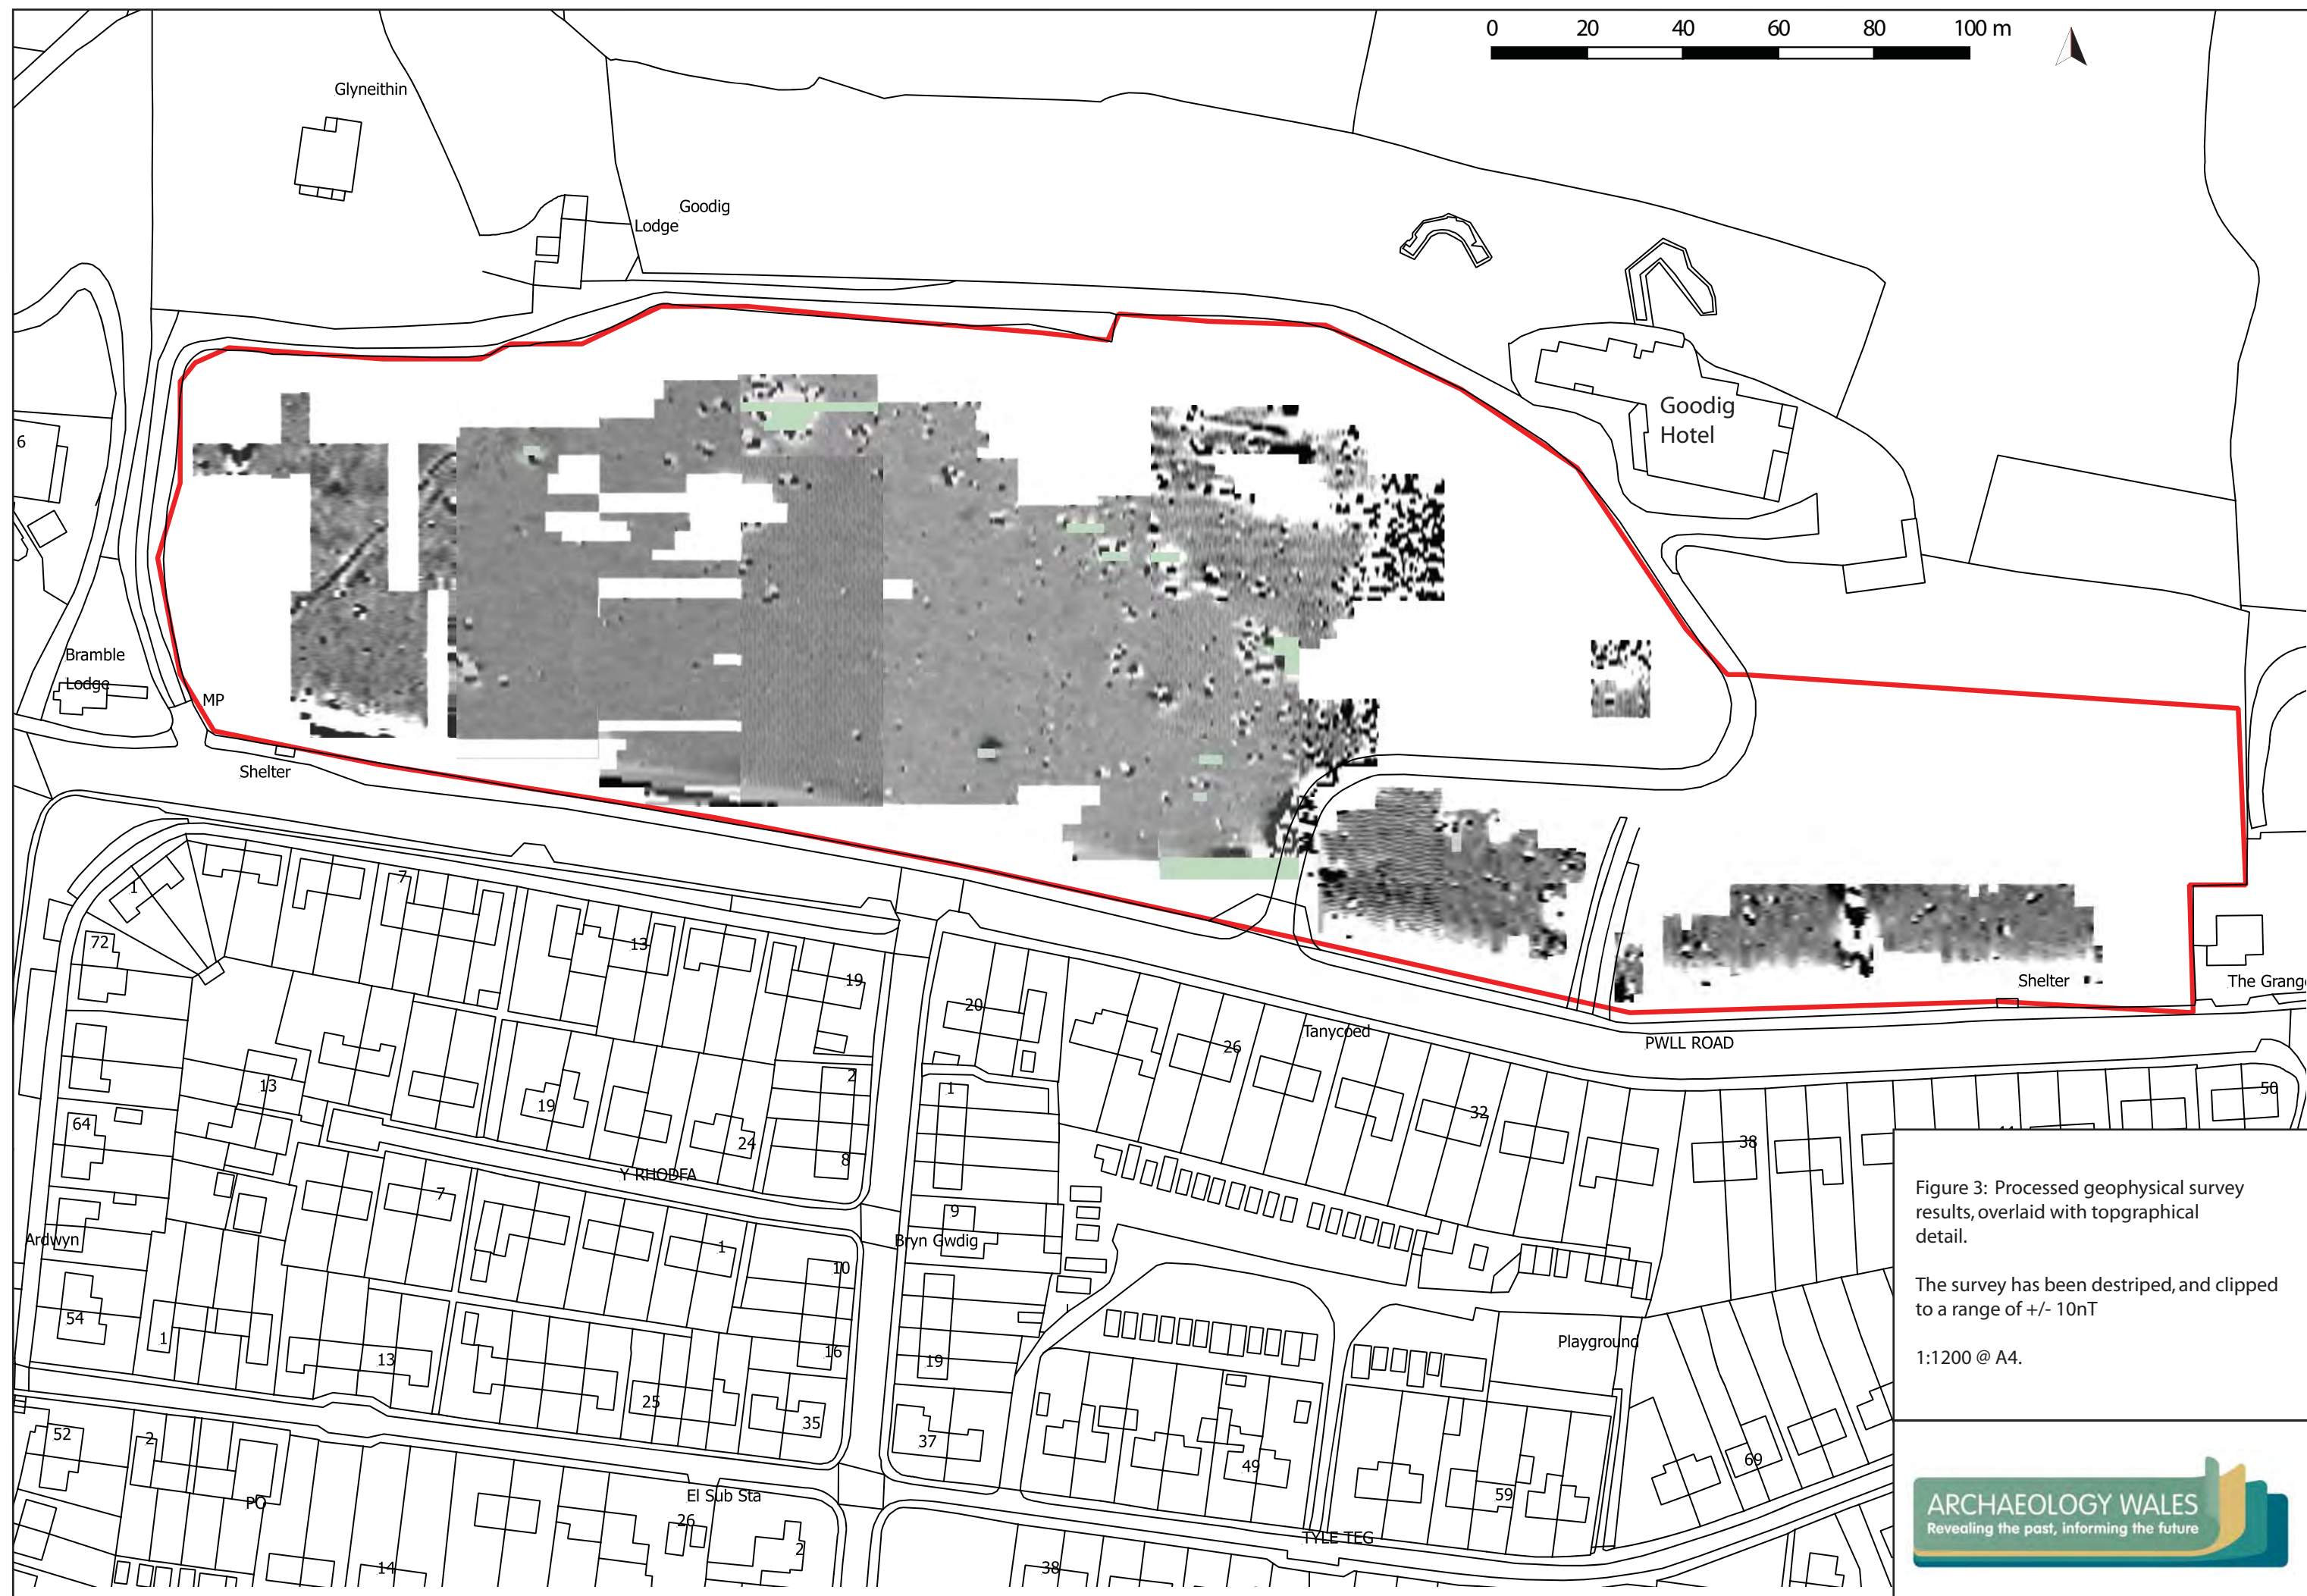 0 20 40 60 80 100 m
Glyneithin
Goodig
Lodge
Goodig
Hotel
6
Bramble
Lodge
MP
Shelter
Shelter
The Grang
1
7
13
72
19
20
Tanycoed
26
PWLL ROAD
32
38
50
13
19
24
2
8
1
64
Y RHODFA
7
1
9
Bryn Gwdig
10
Ardwyn
54
1
13
16
19
25
35
37
Playground
52
2
49
59
69
PO
El Sub Sta
26
2
TYLE TEG
14
38
Figure 3: Processed geophysical survey
results, overlaid with topgraphical
detail.
The survey has been destriped, and clipped
to a range of +/- 10nT
1:1200 @ A4.
ARCHAEOLOGY WALES
Revealing the past, informing the future